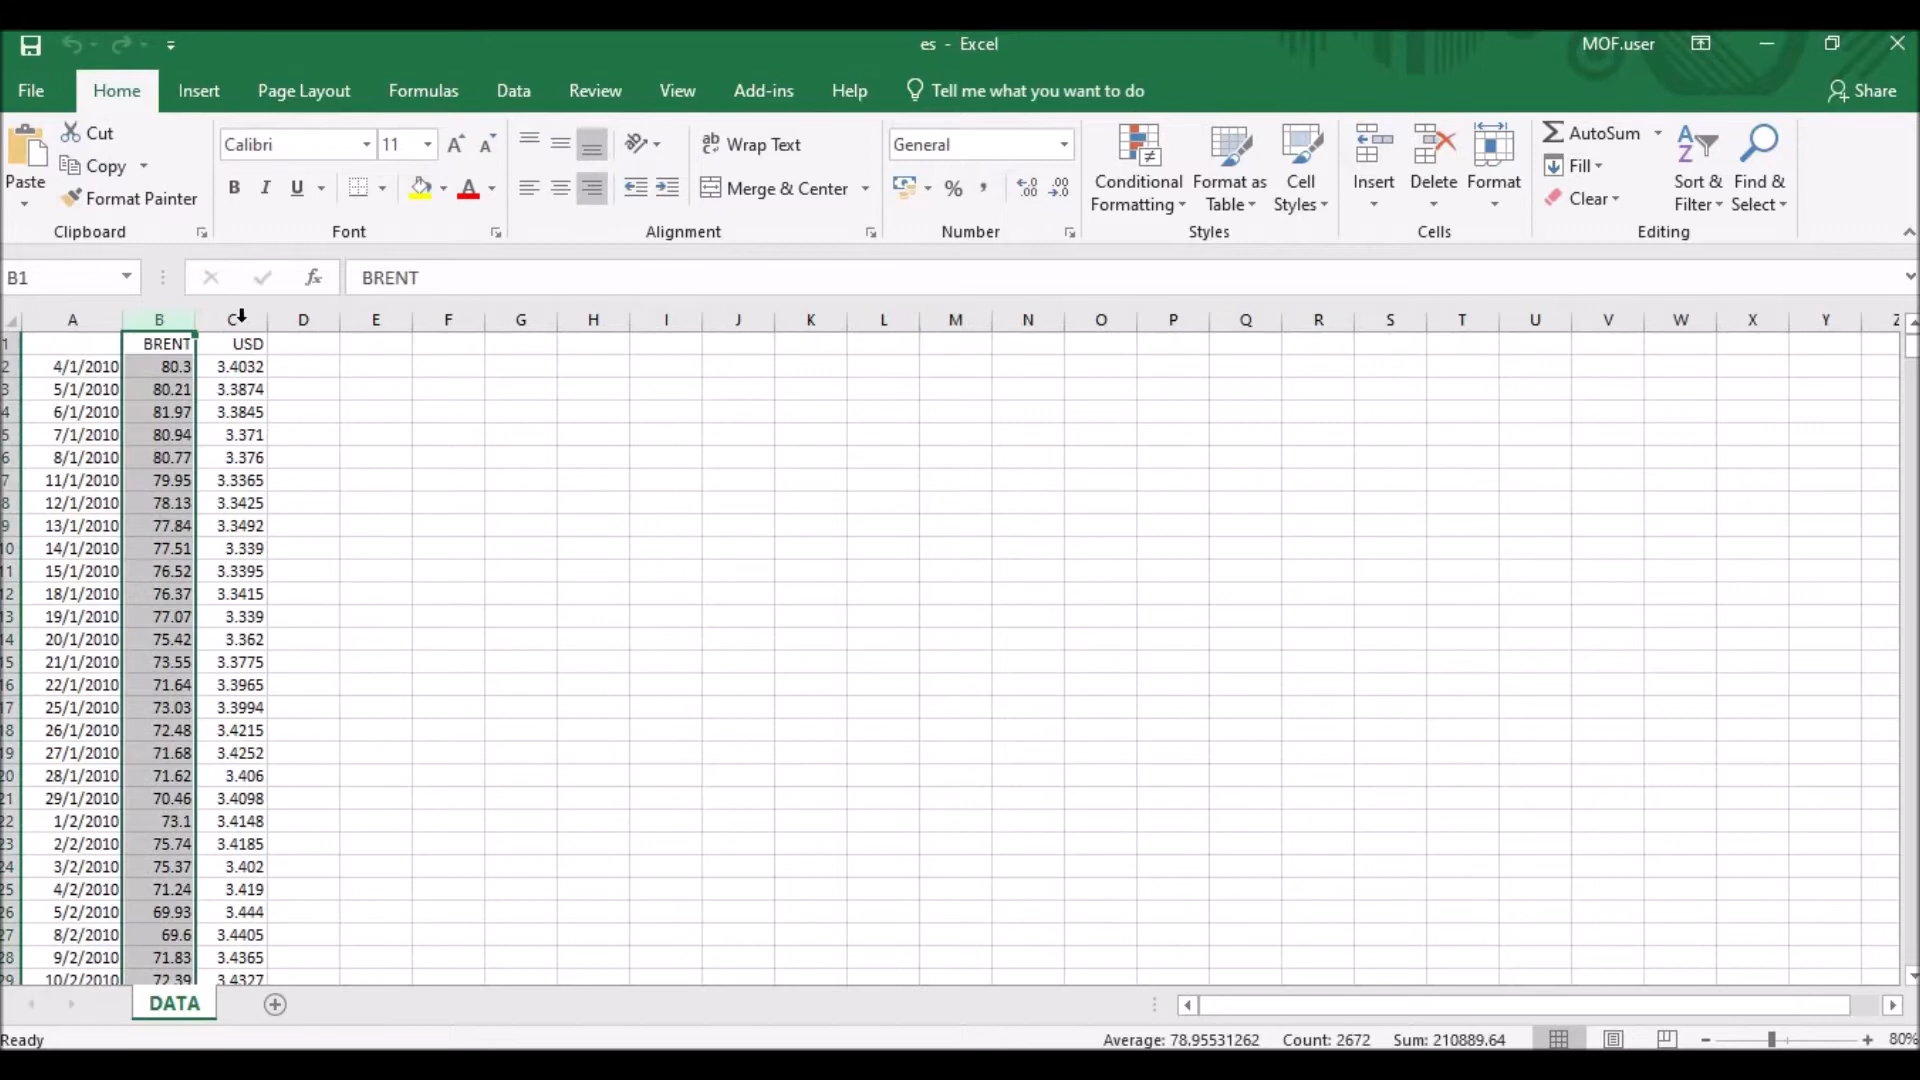 es - Excel
MOF.user
File Home Insert Page Layout Formulas Data Review View Add-ins Help Tell me what you want to do Share
Paste
Cut
Copy
Format Painter
Clipboard
Calibri 11
B I U A
Font
Wrap Text
Merge & Center
Alignment
General
% ,
Number
Conditional Formatting
Format as Table
Cell Styles
Styles
Insert Delete Format
Cells
AutoSum
Fill
Clear
Sort & Filter
Find & Select
Editing
B1 fx BRENT
A B C D E F G H I J K L M N O P Q R S T U V W X Y Z
1 BRENT USD
2 4/1/2010 80.3 3.4032
3 5/1/2010 80.21 3.3874
4 6/1/2010 81.97 3.3845
5 7/1/2010 80.94 3.371
6 8/1/2010 80.77 3.376
7 11/1/2010 79.95 3.3365
8 12/1/2010 78.13 3.3425
9 13/1/2010 77.84 3.3492
10 14/1/2010 77.51 3.339
11 15/1/2010 76.52 3.3395
12 18/1/2010 76.37 3.3415
13 19/1/2010 77.07 3.339
14 20/1/2010 75.42 3.362
15 21/1/2010 73.55 3.3775
16 22/1/2010 71.64 3.3965
17 25/1/2010 73.03 3.3994
18 26/1/2010 72.48 3.4215
19 27/1/2010 71.68 3.4252
20 28/1/2010 71.62 3.406
21 29/1/2010 70.46 3.4098
22 1/2/2010 73.1 3.4148
23 2/2/2010 75.74 3.4185
24 3/2/2010 75.37 3.402
25 4/2/2010 71.24 3.419
26 5/2/2010 69.93 3.444
27 8/2/2010 69.6 3.4405
28 9/2/2010 71.83 3.4365
29 10/2/2010 72.39 3.4327
DATA
Ready Average: 78.95531262 Count: 2672 Sum: 210889.64 80%